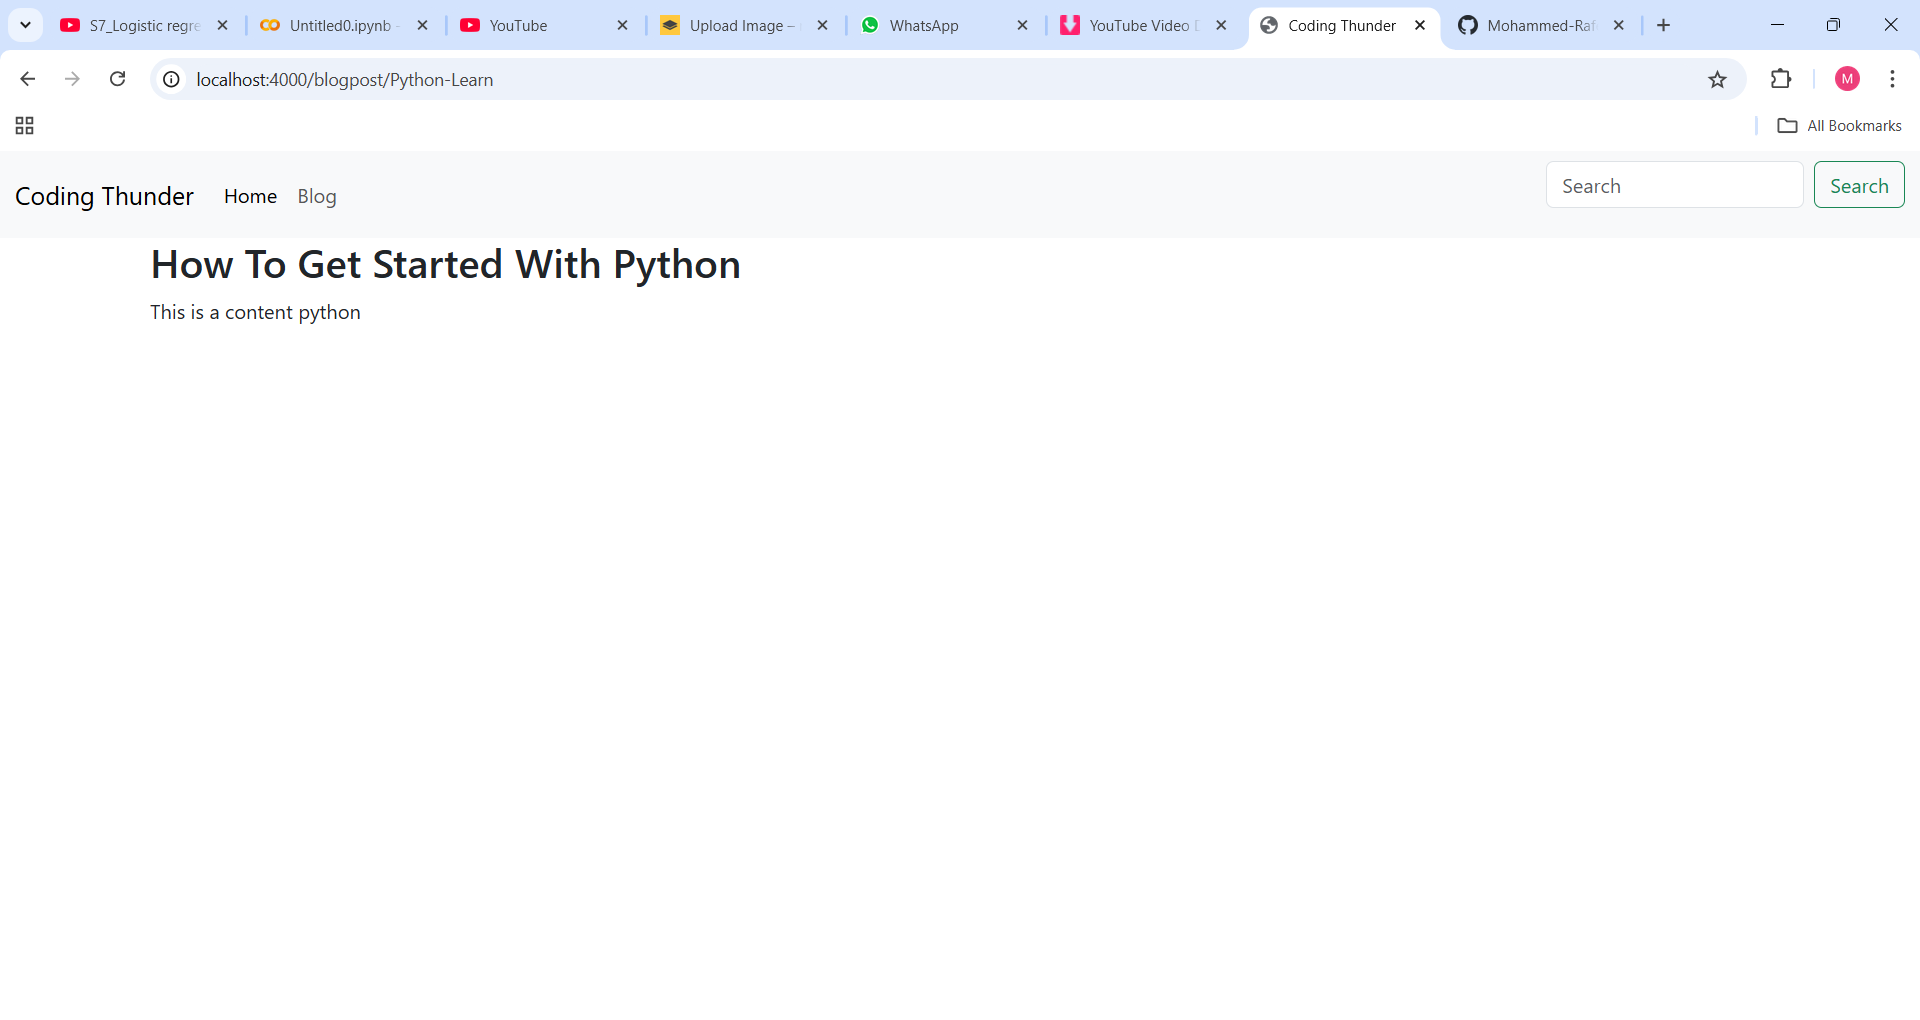 S7_Logistic regre
Untitled0.ipynb -
YouTube
Upload Image –
WhatsApp
YouTube Video D
Coding Thunder
Mohammed-Raf
localhost:4000/blogpost/Python-Learn
M
All Bookmarks
Coding Thunder Home Blog Search Search
How To Get Started With Python
This is a content python